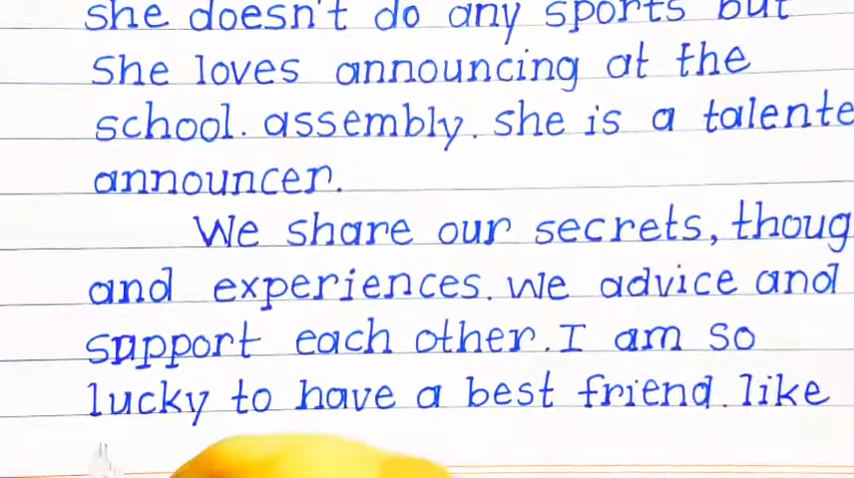 she doesn't do any sports but
She loves announcing at the
school. assembly. she is a talente
announcer.
We share our secrets, thoug
and experiences. We advice and
support each other. I am so
lucky to have a best friend. like